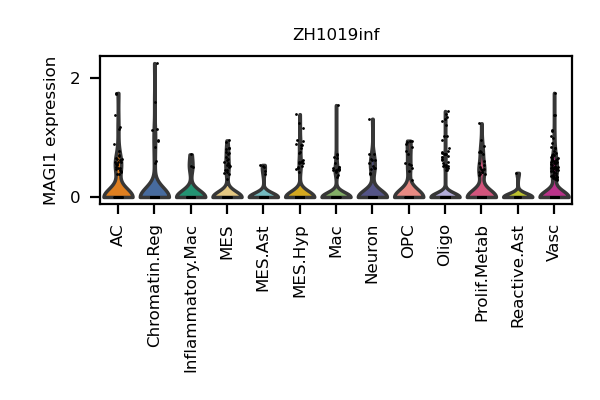 ZH1019inf
MAGI1 expression
2
0
AC
Chromatin.Reg
Inflammatory.Mac
MES
MES.Ast
MES.Hyp
Mac
Neuron
OPC
Oligo
Prolif.Metab
Reactive.Ast
Vasc